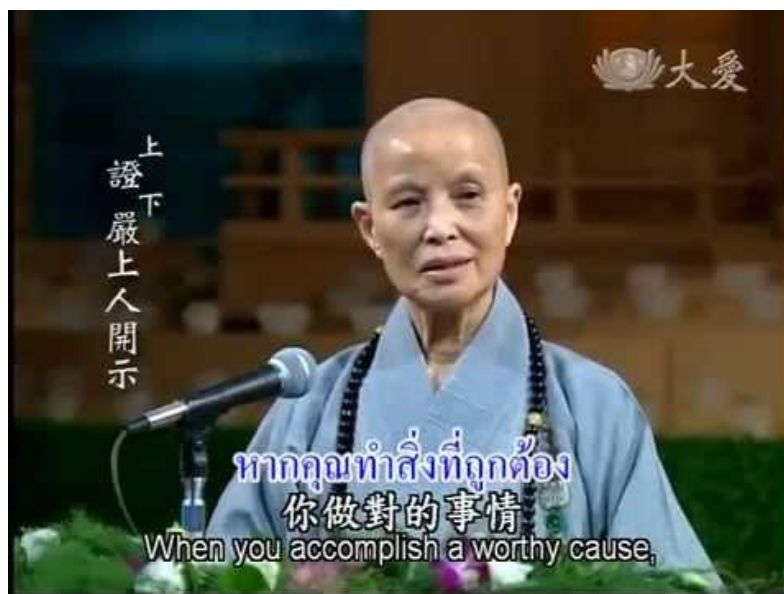 大愛
上 下
證 嚴上人開示
หากคุณทำสิ่งที่ถูกต้อง
你做對的事情
When you accomplish a worthy cause,